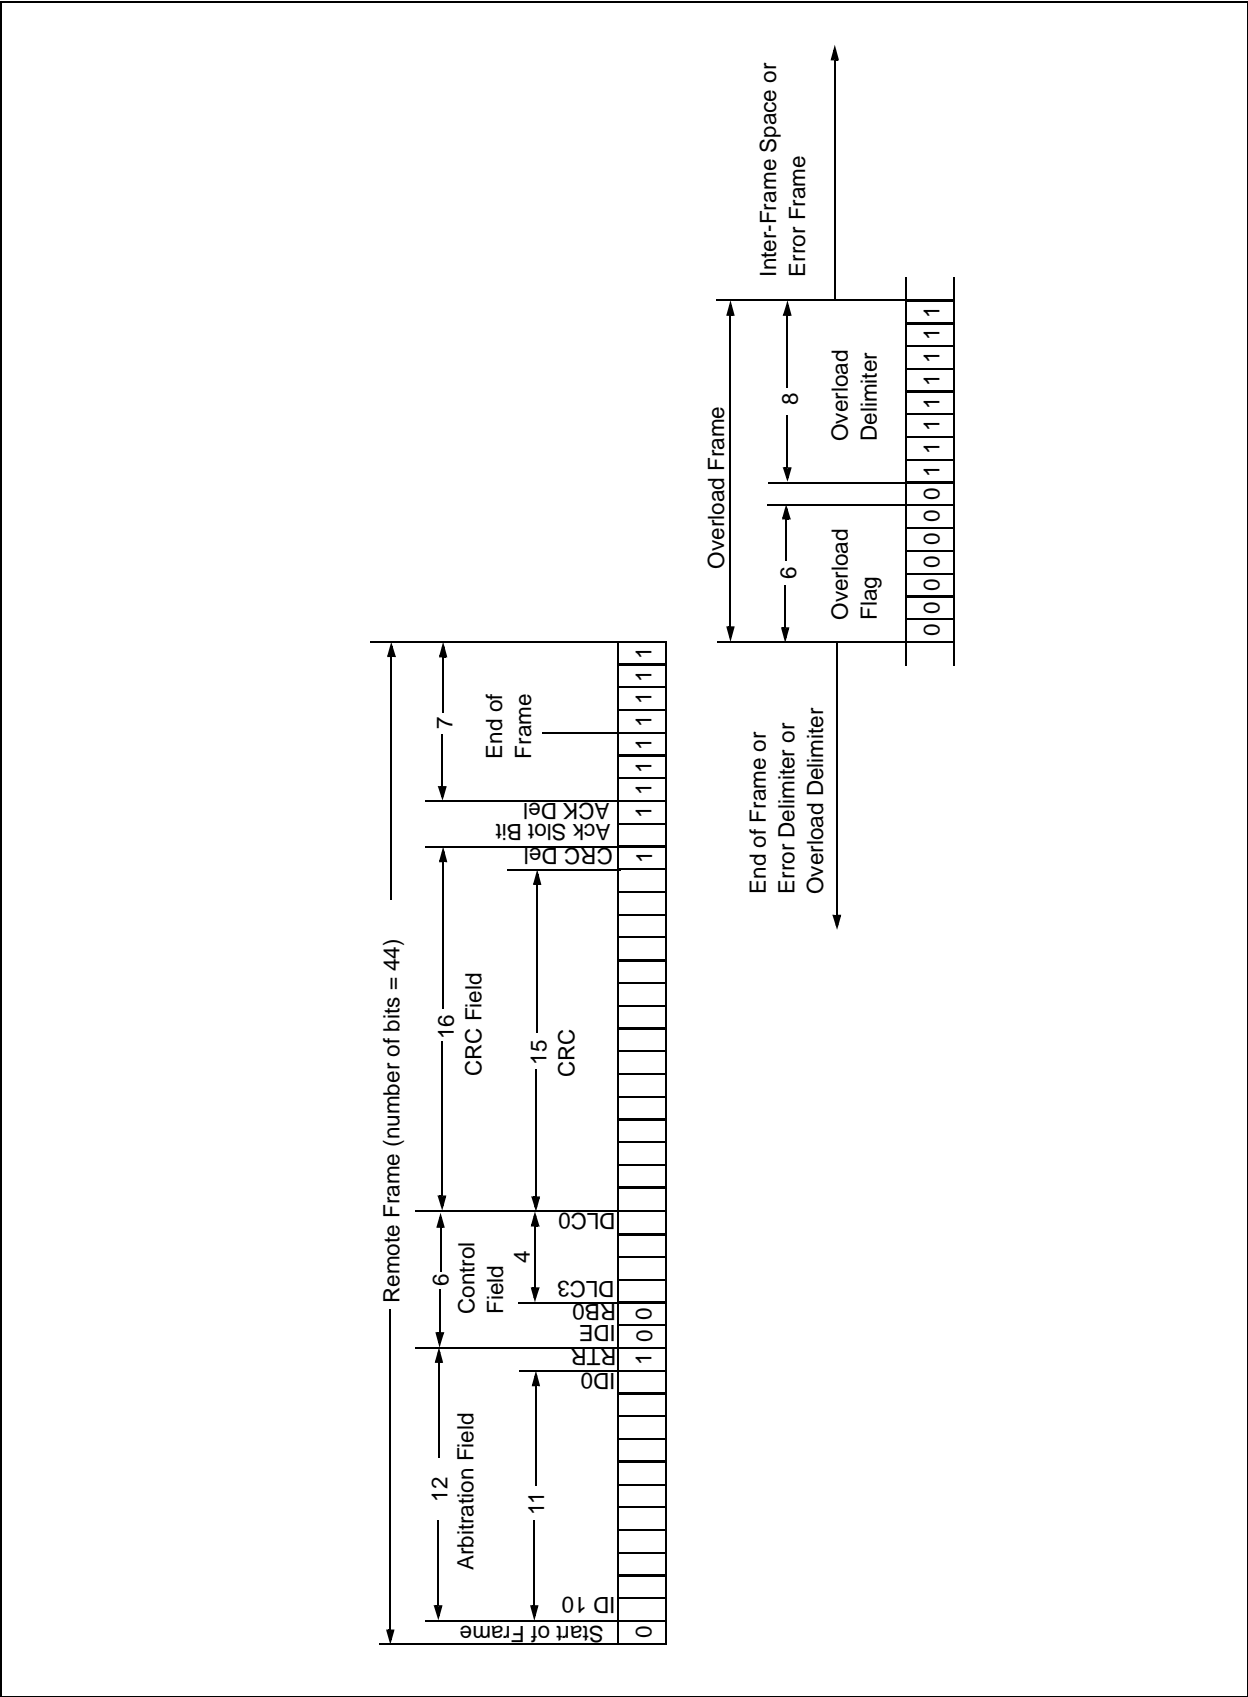 Remote Frame (number of bits = 44)
12
Arbitration Field
6
Control
Field
16
CRC Field
7
End of
Frame
11
4
15
CRC
Start of Frame
ID 10
ID0
RTR
IDE
RB0
DLC3
DLC0
CRC Del
Ack Slot Bit
ACK Del
0 1 0 0 1 1 1 1 1 1 1 1 1
Overload Frame
6
8
Overload
Flag
Overload
Delimiter
Inter-Frame Space or
Error Frame
End of Frame or
Error Delimiter or
Overload Delimiter
0 0 0 0 0 0 0 1 1 1 1 1 1 1 1